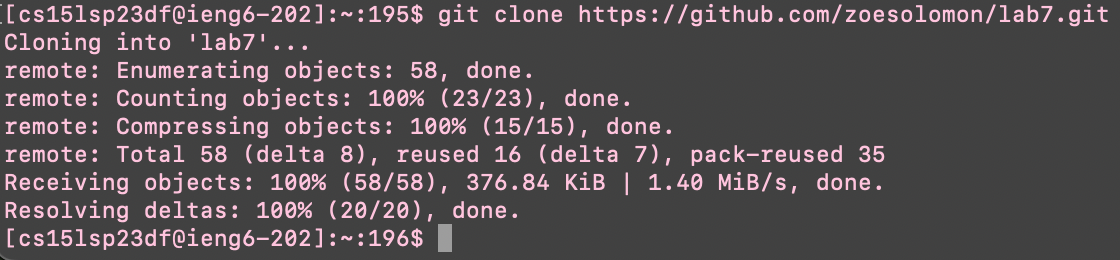 [cs15lsp23df@ieng6-202]:~:195$ git clone https://github.com/zoesolomon/lab7.git
Cloning into 'lab7'...
remote: Enumerating objects: 58, done.
remote: Counting objects: 100% (23/23), done.
remote: Compressing objects: 100% (15/15), done.
remote: Total 58 (delta 8), reused 16 (delta 7), pack-reused 35
Receiving objects: 100% (58/58), 376.84 KiB | 1.40 MiB/s, done.
Resolving deltas: 100% (20/20), done.
[cs15lsp23df@ieng6-202]:~:196$